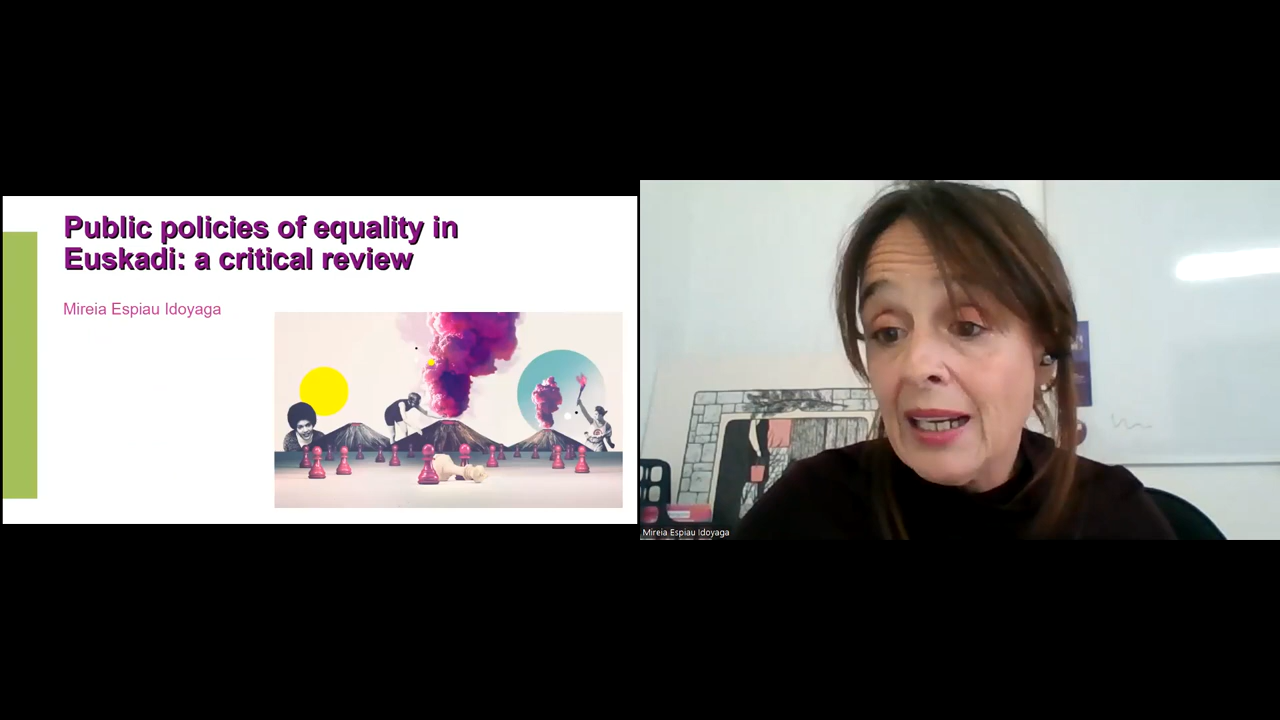 Public policies of equality in
Euskadi: a critical review
Mireia Espiau Idoyaga
Mireia Espiau Idoyaga